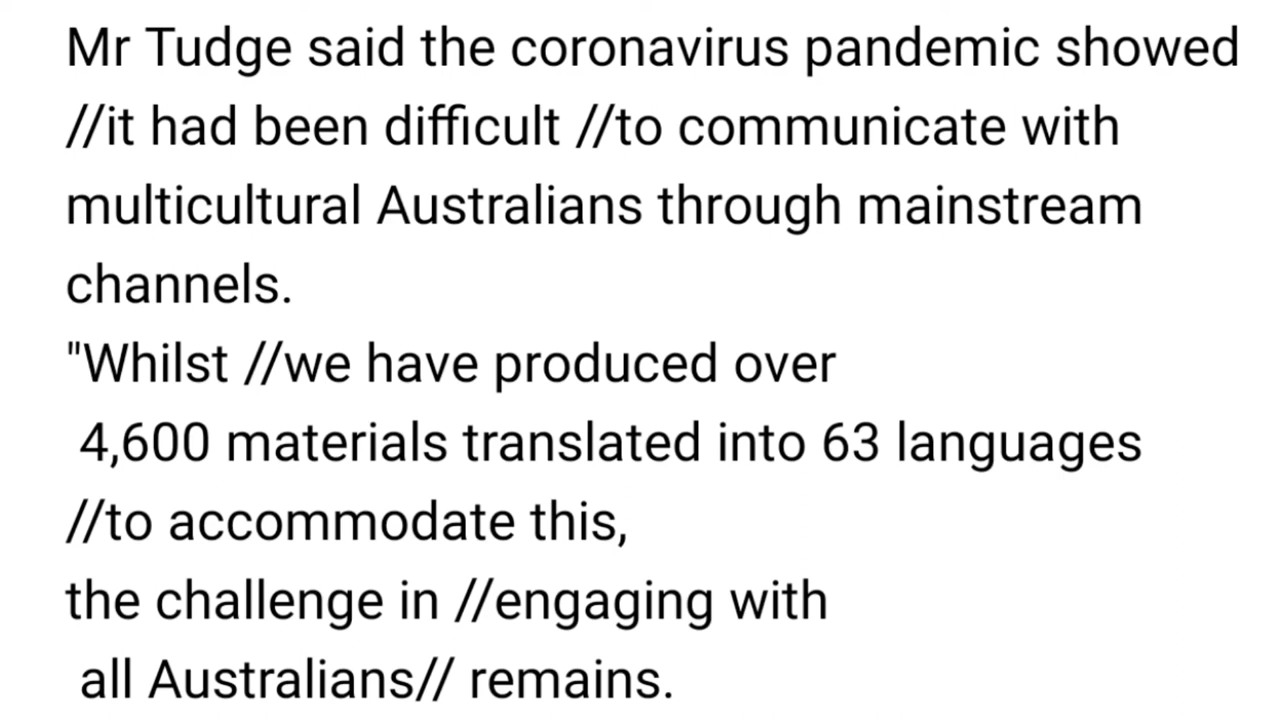 Mr Tudge said the coronavirus pandemic showed
//it had been difficult //to communicate with
multicultural Australians through mainstream
channels.
"Whilst //we have produced over
4,600 materials translated into 63 languages
//to accommodate this,
the challenge in //engaging with
all Australians// remains.